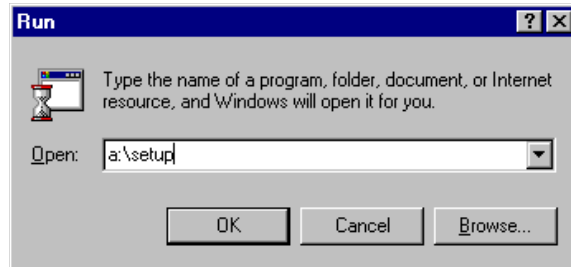 Run
Type the name of a program, folder, document, or Internet
resource, and Windows will open it for you.
Open: a:\setup
OK Cancel Browse...